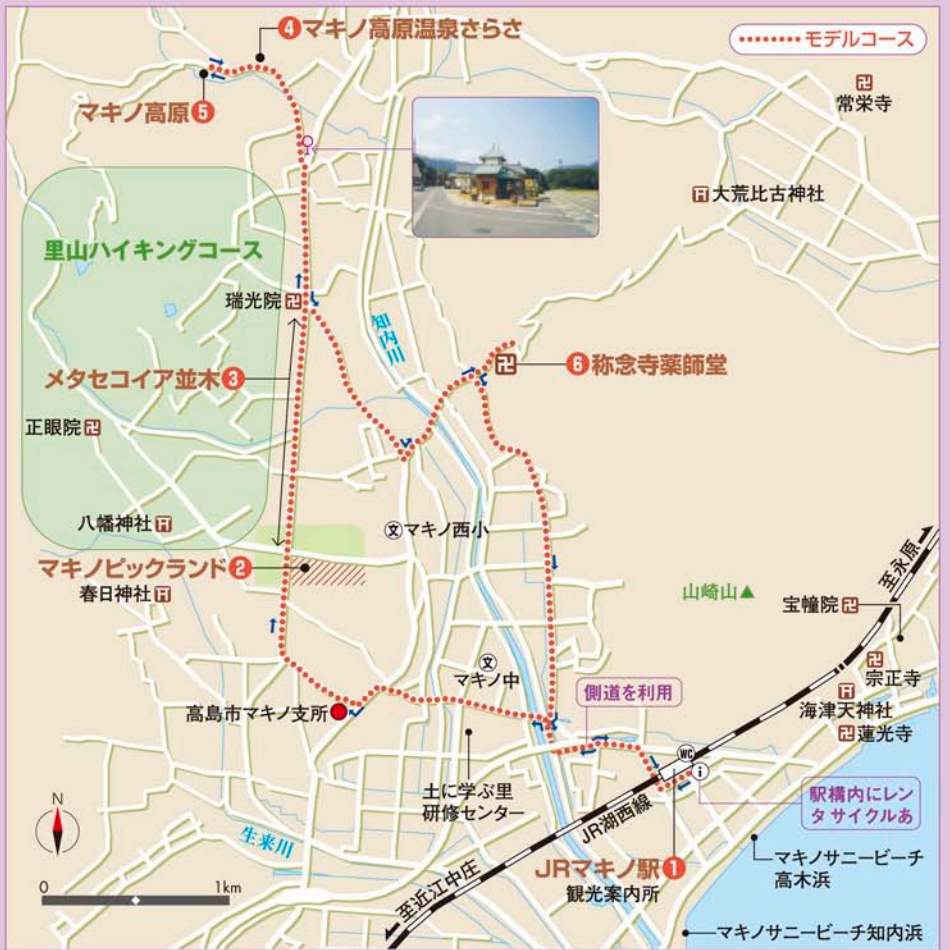 ④マキノ高原温泉さらさ
モデルコース
マキノ高原⑤
常栄寺
大荒比古神社
里山ハイキングコース
瑞光院
知内川
⑥称念寺薬師堂
メタセコイア並木③
正眼院
八幡神社
文マキノ西小
マキノピックランド②
春日神社
山崎山▲
至永原
宝幢院
文
マキノ中
宗正寺
側道を利用
海津天神社
高島市マキノ支所
蓮光寺
WC
i
土に学ぶ里
研修センター
駅構内にレン
タサイクルあ
JR湖西線
N
生来川
JRマキノ駅①
観光案内所
マキノサニービーチ
高木浜
0 1km
至近江中庄
マキノサニービーチ知内浜